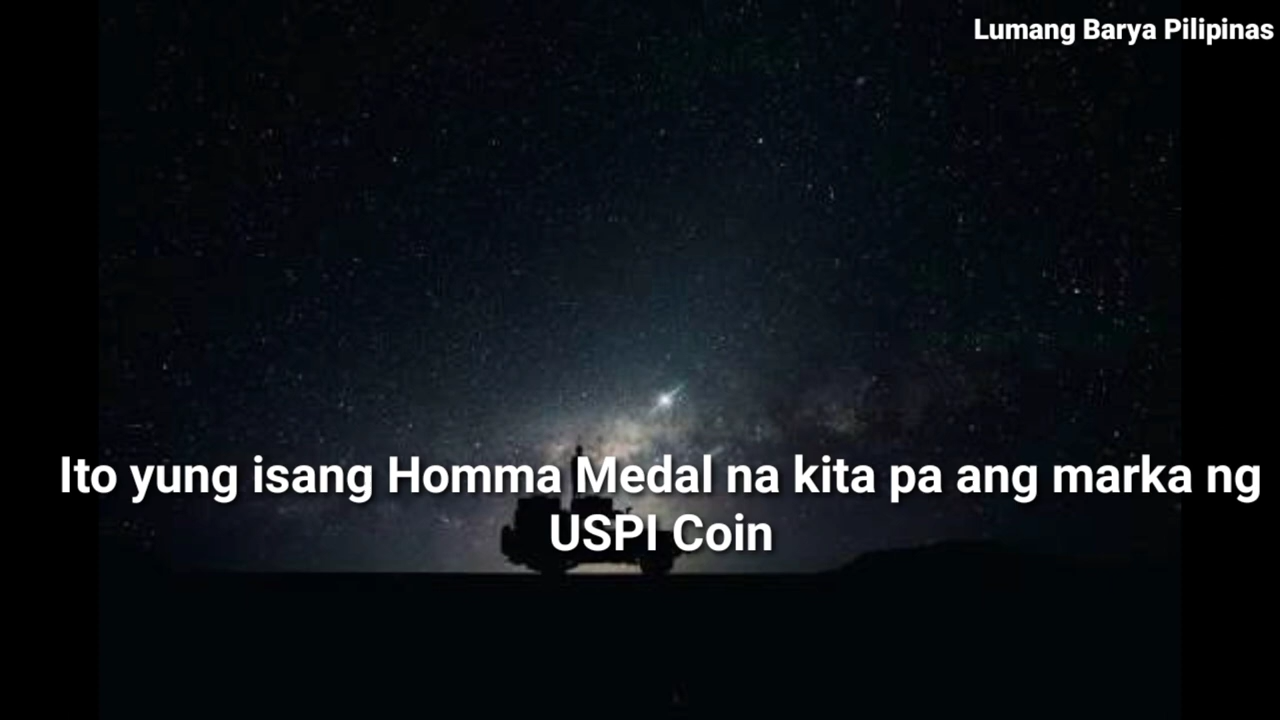 Lumang Barya Pilipinas
Ito yung isang Homma Medal na kita pa ang marka ng
USPI Coin